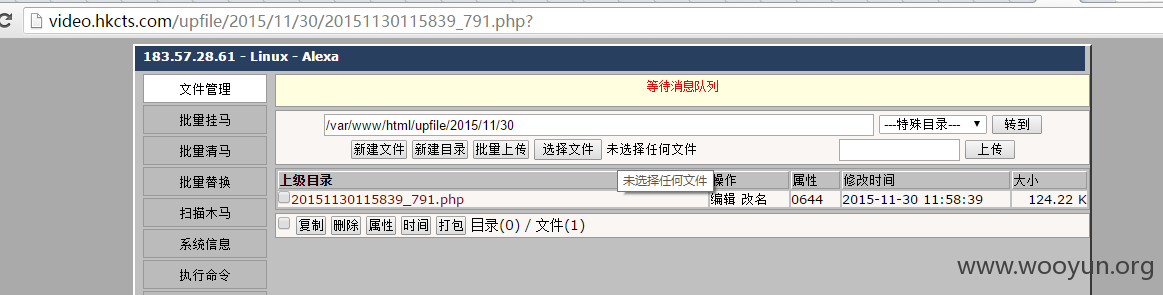 video.hkcts.com/upfile/2015/11/30/20151130115839_791.php?
183.57.28.61 - Linux - Alexa
文件管理
等待消息队列
批量挂马
/var/www/html/upfile/2015/11/30 ---特殊目录--- 转到
批量清马
新建文件 新建目录 批量上传 选择文件 未选择任何文件 上传
批量替换
上级目录 操作 属性 修改时间 大小
未选择任何文件
20151130115839_791.php 编辑 改名 0644 2015-11-30 11:58:39 124.22 K
扫描木马
复制 删除 属性 时间 打包 目录(0) / 文件(1)
系统信息
执行命令
www.wooyun.org